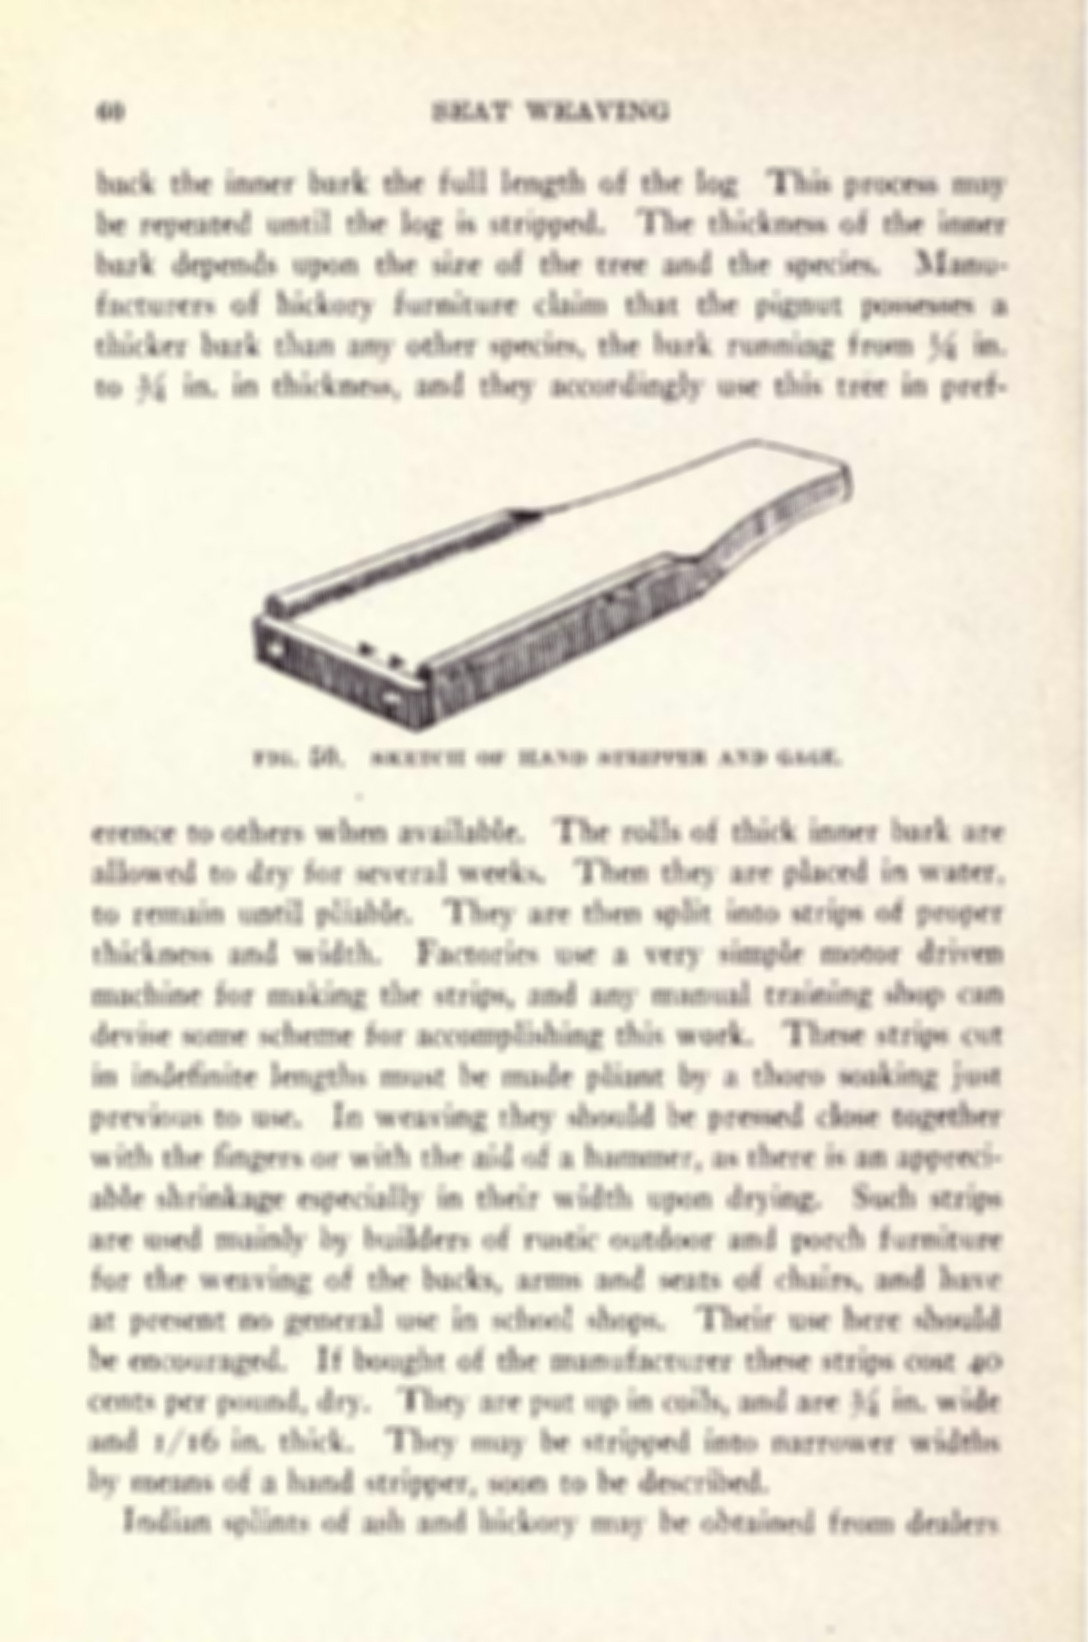 60 SEAT WEAVING
back the inner bark the full length of the log This process may
be repeated until the log is stripped. The thickness of the inner
bark depends upon the size of the tree and the species. Manu-
facturers of hickory furniture claim that the pignut possesses a
thicker bark than any other species, the bark running from in.
to in. in thickness, and they accordingly use this tree in pref-
FIG. 50. SKETCH OF HAND STRIPPER AND GAGE.
erence to others when available. The rolls of thick inner bark are
allowed to dry for several weeks. Then they are placed in water,
to remain until pliable. They are then split into strips of proper
thickness and width. Factories use a very simple motor driven
machine for making the strips, and any manual training shop can
devise some scheme for accomplishing this work. These strips cut
in indefinite lengths must be made pliant by a thoro soaking just
previous to use. In weaving they should be pressed close together
with the fingers or with the aid of a hammer, as there is an appreci-
able shrinkage especially in their width upon drying. Such strips
are used mainly by builders of rustic outdoor and porch furniture
for the weaving of the backs, arms and seats of chairs, and have
at present no general use in school shops. Their use here should
be encouraged. If bought of the manufacturer these strips cost 40
cents per pound, dry. They are put up in coils, and are in. wide
and 1/16 in. thick. They may be stripped into narrower widths
by means of a hand stripper, soon to be described.
Indian splints of ash and hickory may be obtained from dealers